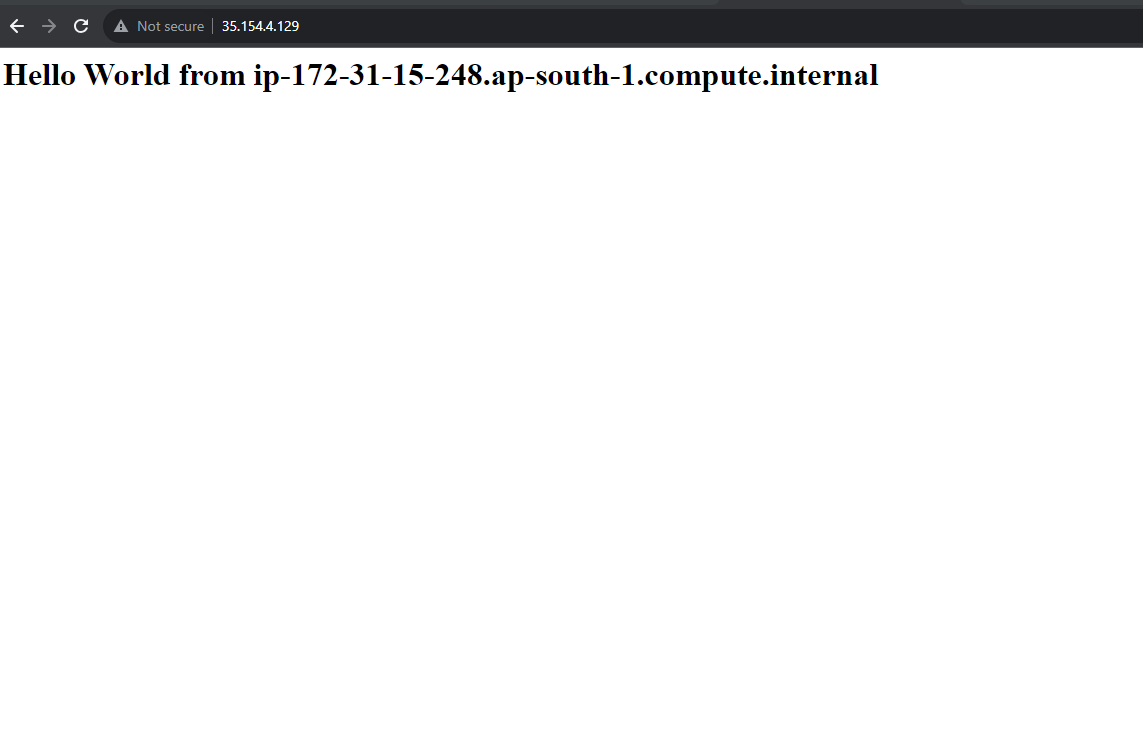 Not secure | 35.154.4.129
Hello World from ip-172-31-15-248.ap-south-1.compute.internal